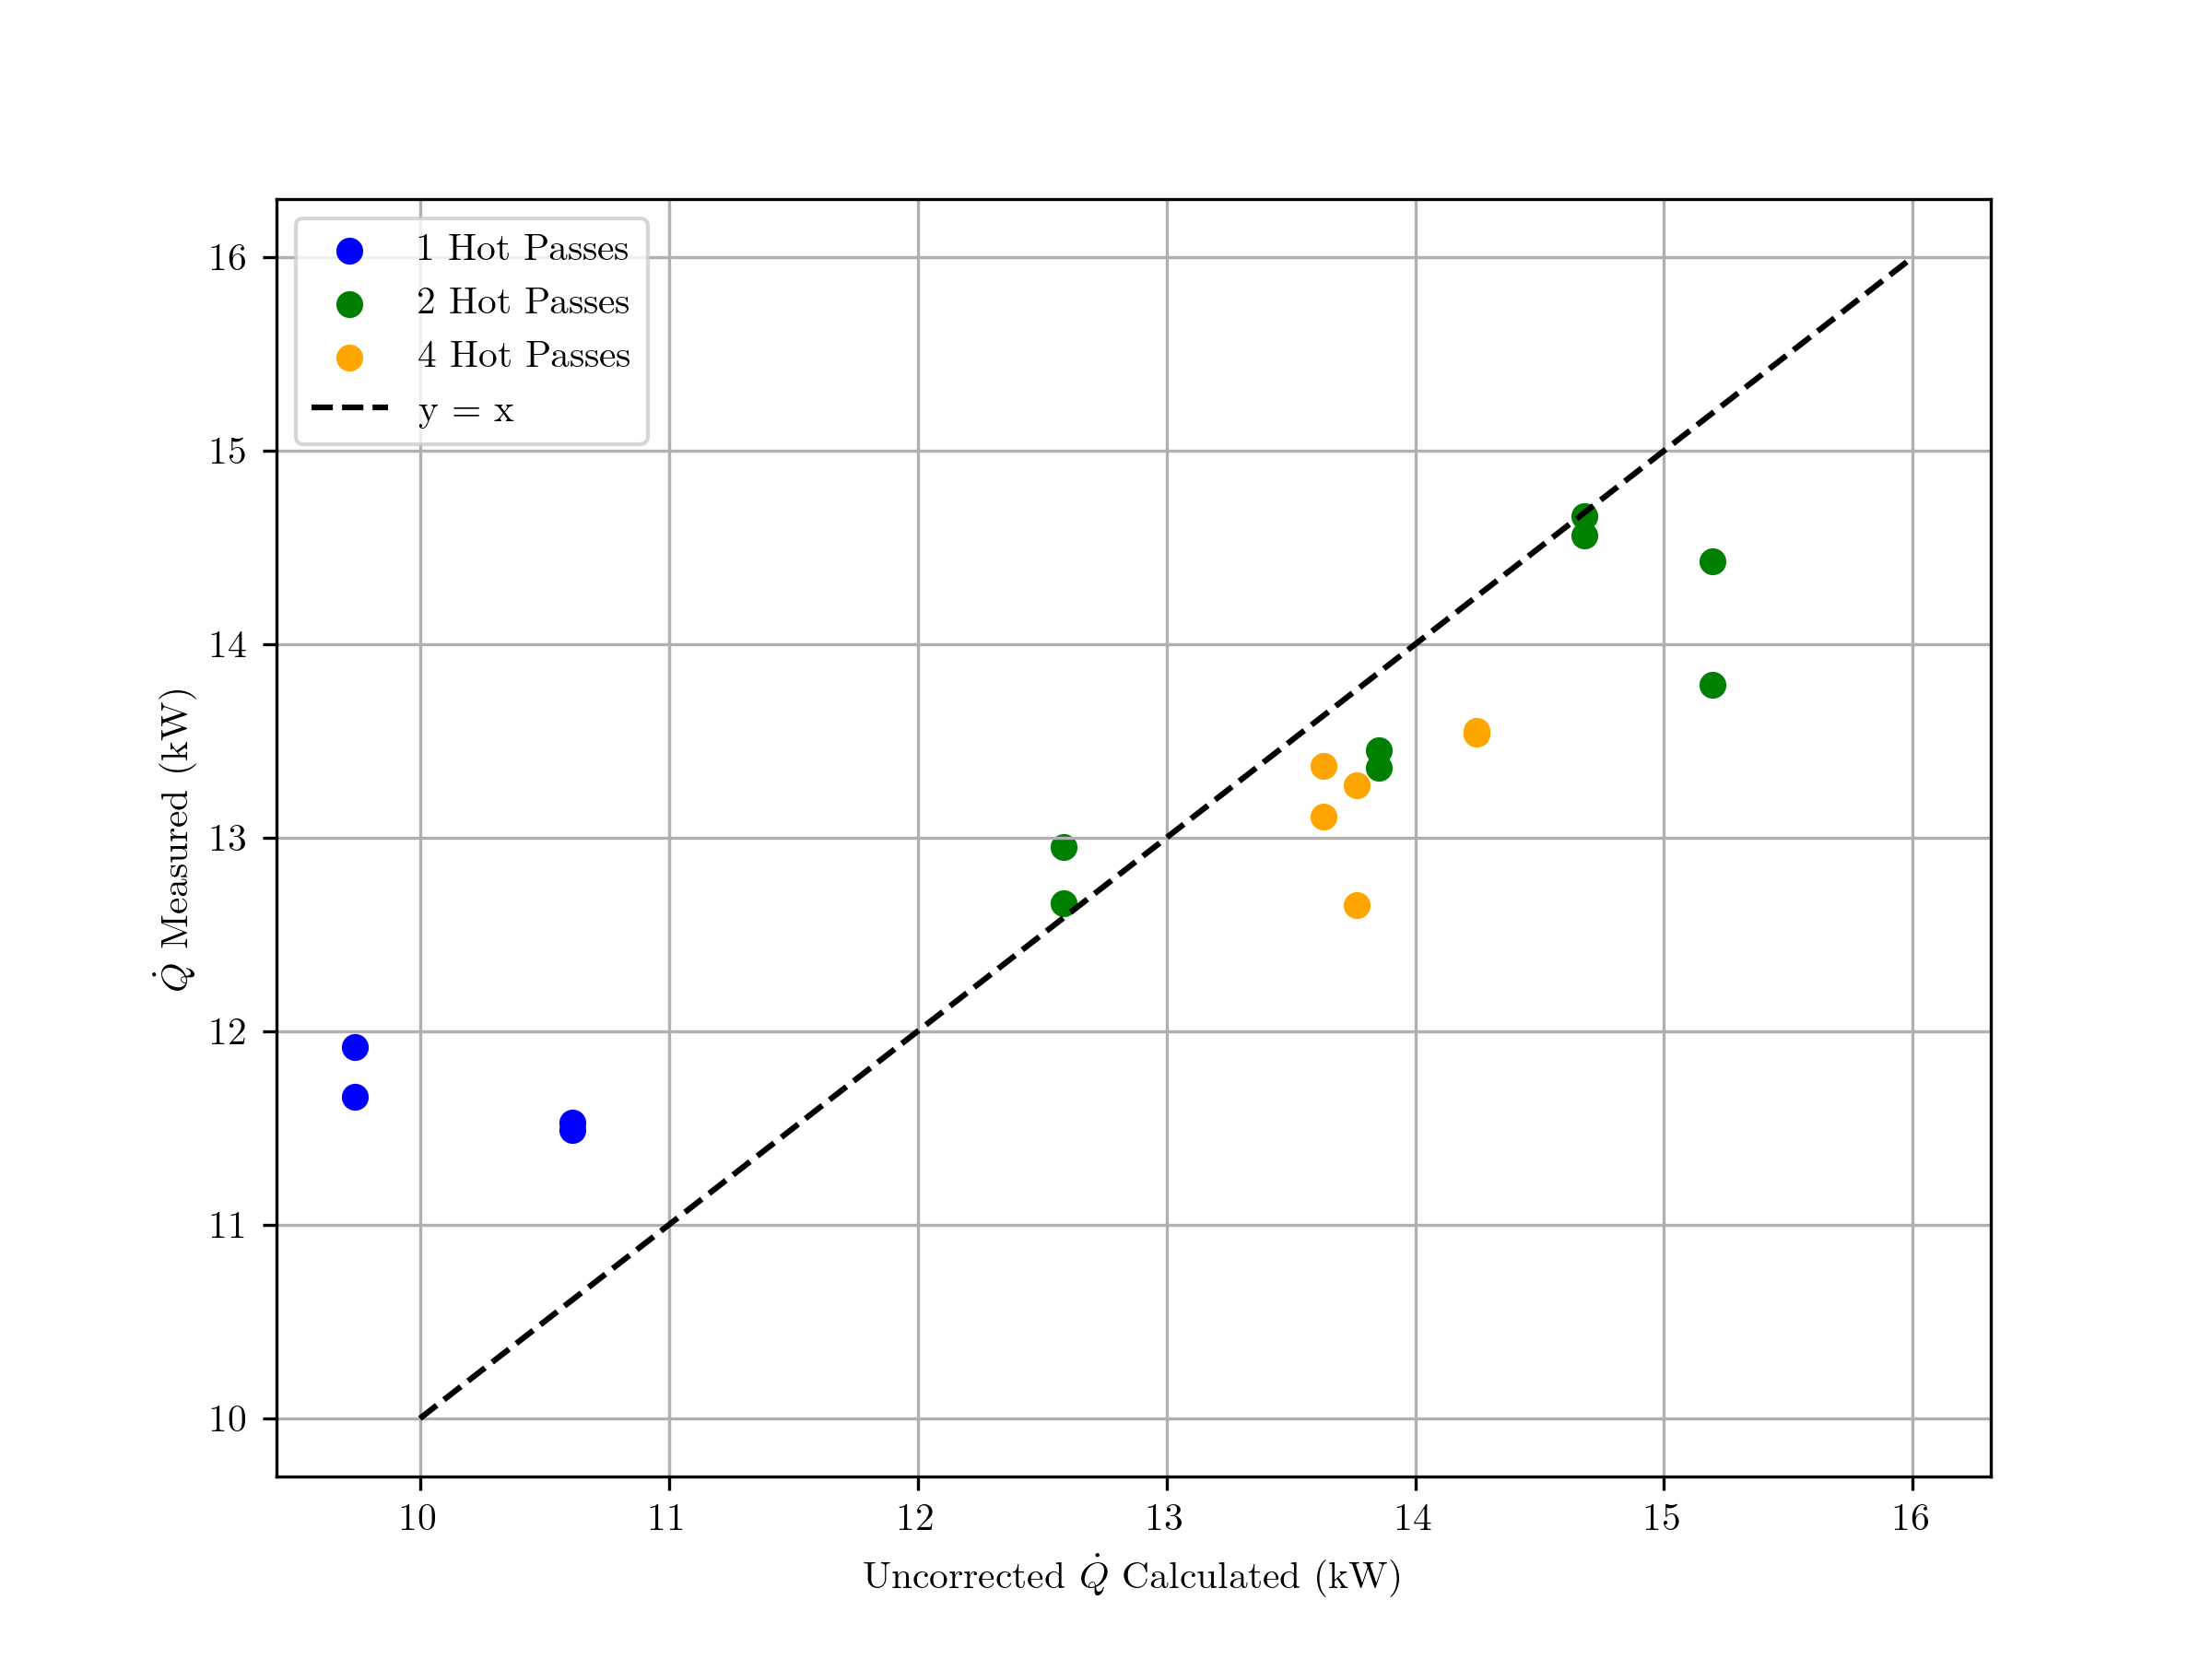 1 Hot Passes
2 Hot Passes
4 Hot Passes
y = x
16
15
14
13
12
11
10
Q̇ Measured (kW)
10 11 12 13 14 15 16
Uncorrected Q̇ Calculated (kW)